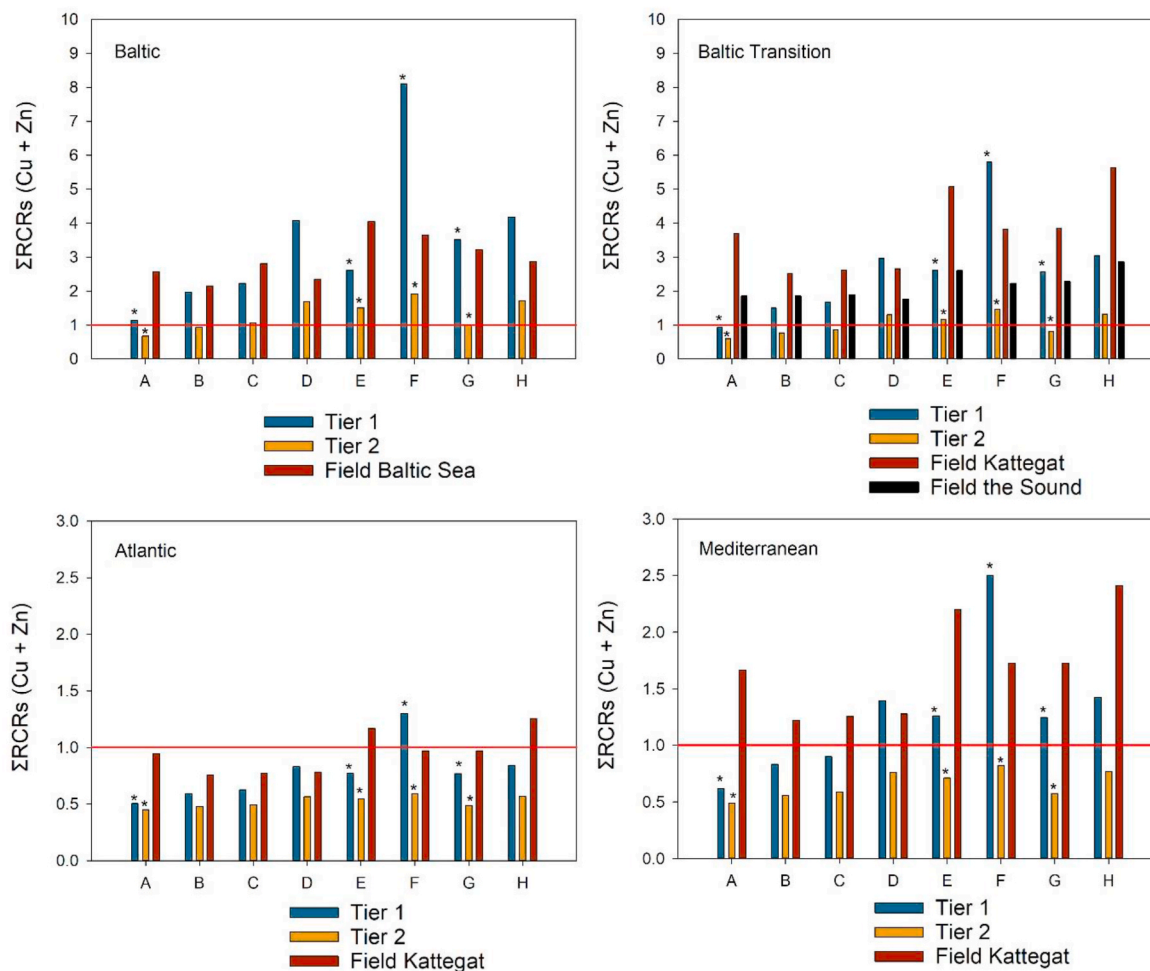 Baltic
ΣRCRs (Cu + Zn)
10
9
8
7
6
5
4
3
2
1
0
* * * * * * * *
A B C D E F G H
Tier 1
Tier 2
Field Baltic Sea
Baltic Transition
ΣRCRs (Cu + Zn)
10
9
8
7
6
5
4
3
2
1
0
* * * * * * * *
A B C D E F G H
Tier 1
Tier 2
Field Kattegat
Field the Sound
Atlantic
ΣRCRs (Cu + Zn)
3.0
2.5
2.0
1.5
1.0
0.5
0.0
* * * * * * * *
A B C D E F G H
Tier 1
Tier 2
Field Kattegat
Mediterranean
ΣRCRs (Cu + Zn)
3.0
2.5
2.0
1.5
1.0
0.5
0.0
* * * * * * * *
A B C D E F G H
Tier 1
Tier 2
Field Kattegat